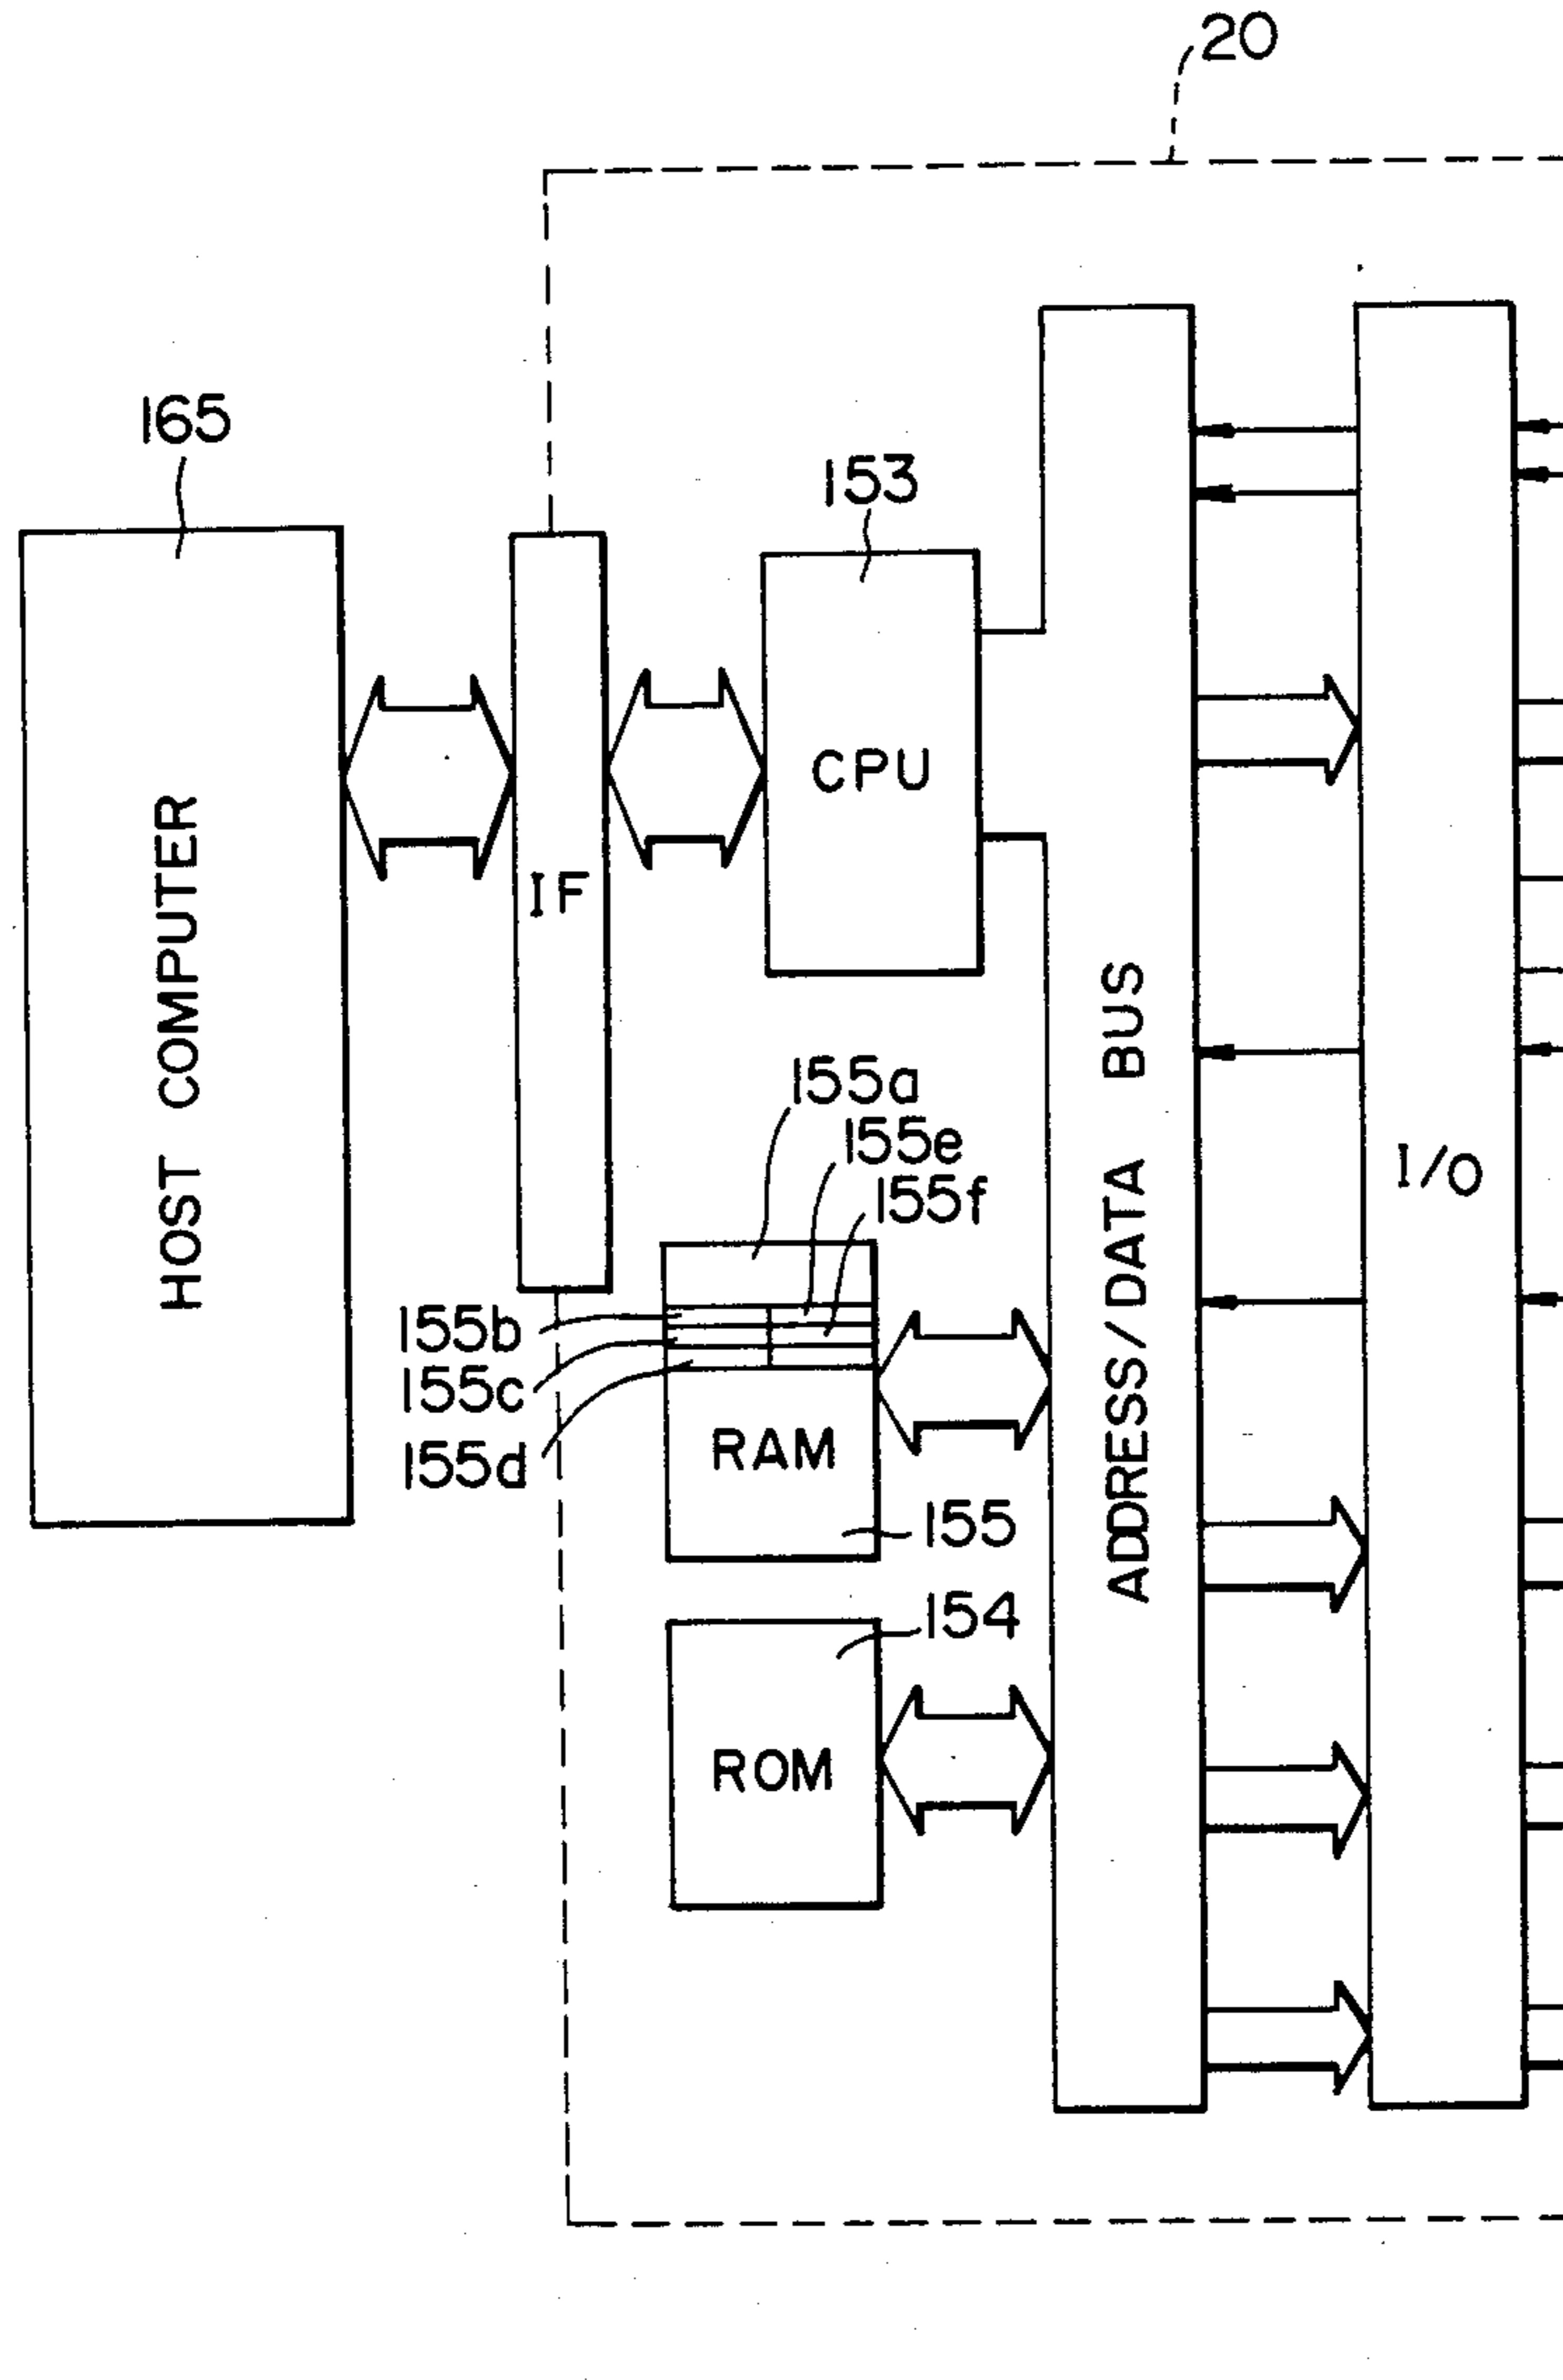 20
165
153
HOST COMPUTER
IF
CPU
ADDRESS/DATA BUS
I/O
155a
155e
155f
155b
155c
155d
RAM
155
154
ROM